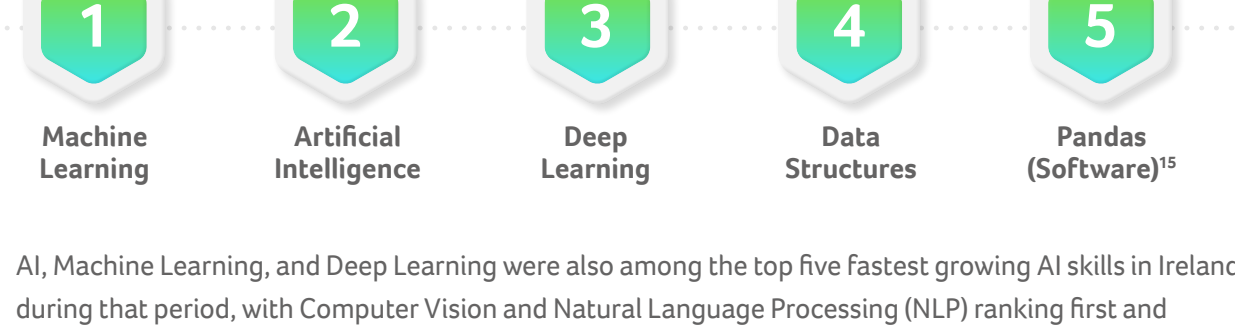 1 2 3 4 5
Machine Learning
Artificial Intelligence
Deep Learning
Data Structures
Pandas (Software)15
AI, Machine Learning, and Deep Learning were also among the top five fastest growing AI skills in Ireland
during that period, with Computer Vision and Natural Language Processing (NLP) ranking first and